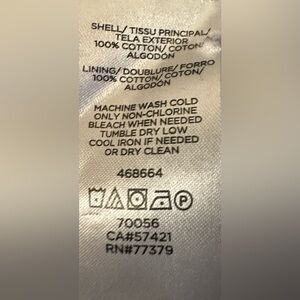 SHELL/ TISSU PRINCIPAL/
TELA EXTERIOR
100% COTTON/ COTON/
ALGODÓN
LINING/ DOUBLURE/ FORRO
100% COTTON/ COTON/
ALGODÓN
MACHINE WASH COLD
ONLY NON-CHLORINE
BLEACH WHEN NEEDED
TUMBLE DRY LOW
COOL IRON IF NEEDED
OR DRY CLEAN
468664
P
70056
CA#57421
RN#77379